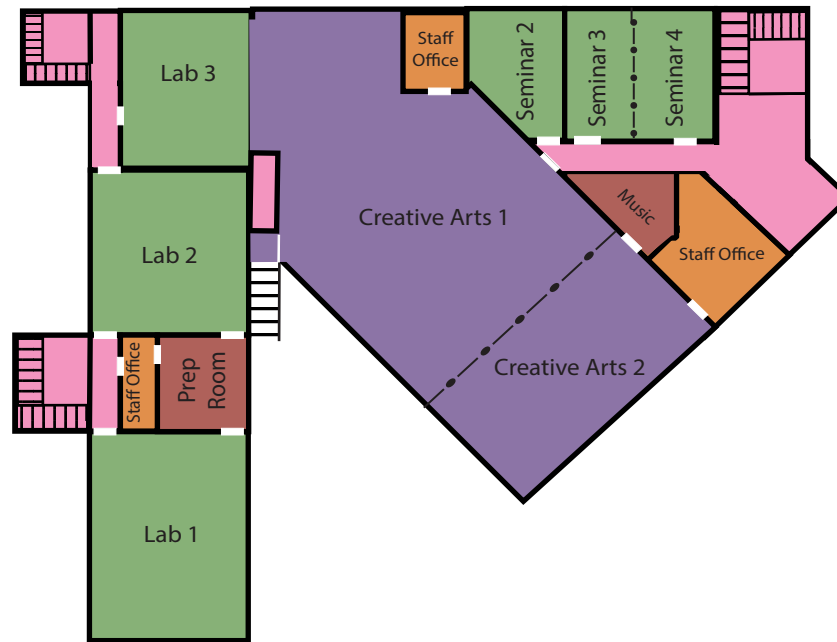 Lab 3
Staff
Office
Seminar 2
Seminar 3
Seminar 4
Creative Arts 1
Music
Lab 2
Staff Office
Staff Office
Prep
Room
Creative Arts 2
Lab 1